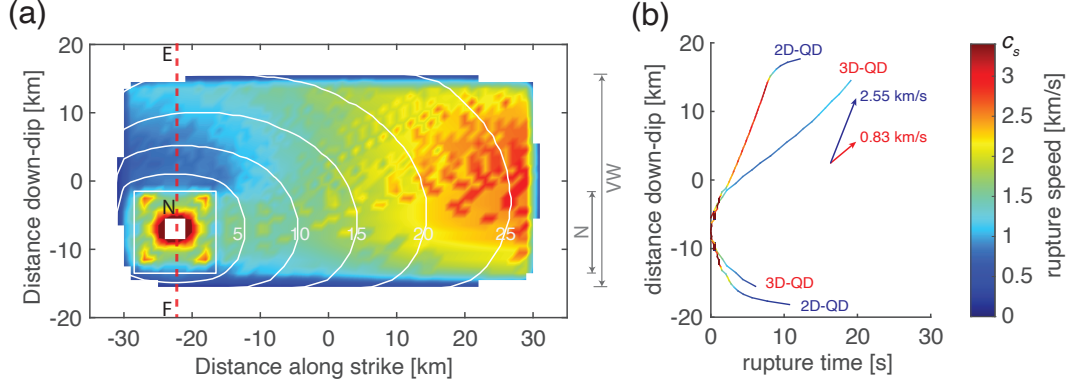 (a)
(b)
20
10
0
-10
-20
Distance down-dip [km]
E
N
F
5
10
15
20
25
VW
N
-30
-20
-10
0
10
20
30
Distance along strike [km]
20
10
0
-10
-20
distance down-dip [km]
2D-QD
3D-QD
2.55 km/s
0.83 km/s
3D-QD
2D-QD
0
10
20
30
rupture time [s]
cs
3
2.5
2
1.5
1
0.5
0
rupture speed [km/s]